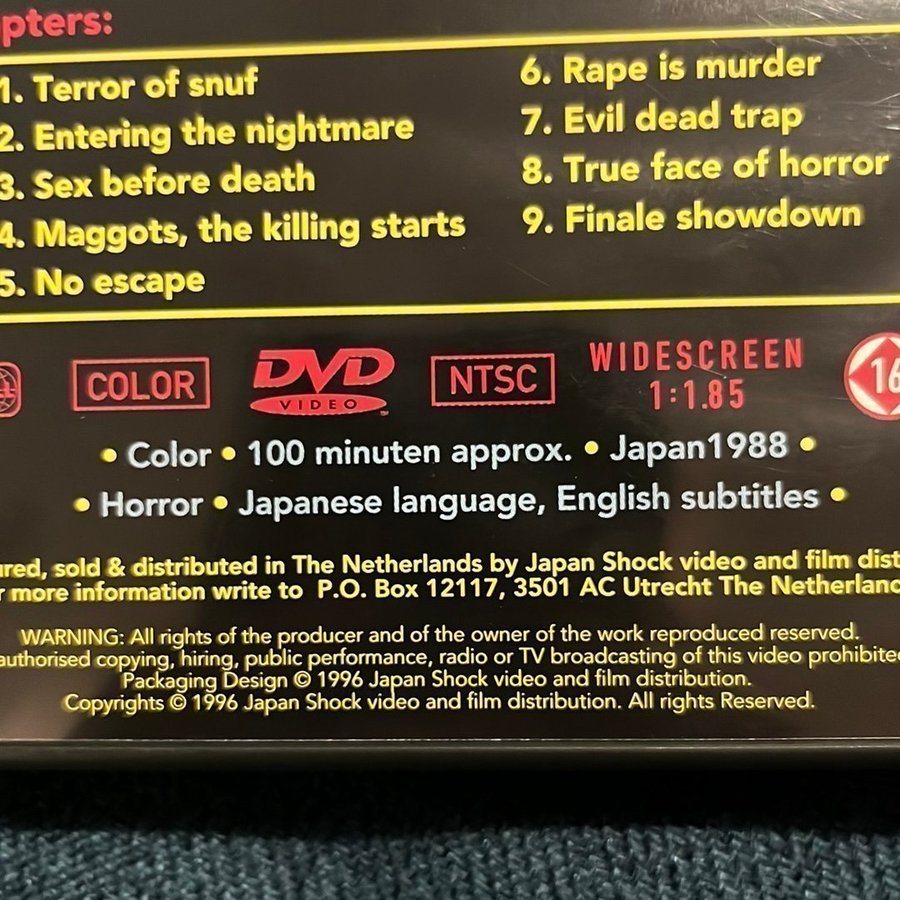 pters:
1. Terror of snuf
2. Entering the nightmare
3. Sex before death
4. Maggots, the killing starts
5. No escape
6. Rape is murder
7. Evil dead trap
8. True face of horror
9. Finale showdown
COLOR
DVD
VIDEO
NTSC
WIDESCREEN
1:1.85
16
• Color • 100 minuten approx. • Japan1988 •
• Horror • Japanese language, English subtitles •
ured, sold & distributed in The Netherlands by Japan Shock video and film dist
r more information write to P.O. Box 12117, 3501 AC Utrecht The Netherland
WARNING: All rights of the producer and of the owner of the work reproduced reserved.
authorised copying, hiring, public performance, radio or TV broadcasting of this video prohibite
Packaging Design © 1996 Japan Shock video and film distribution.
Copyrights © 1996 Japan Shock video and film distribution. All rights Reserved.